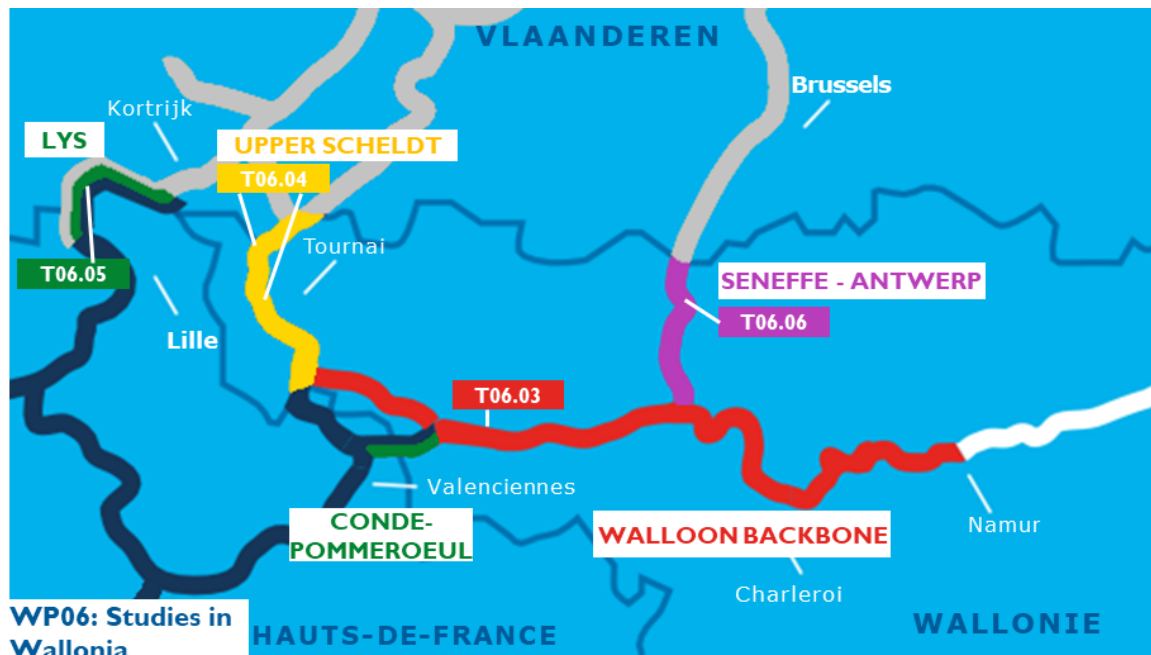 VLAANDEREN
Brussels
Kortrijk
LYS
UPPER SCHELDT
T06.04
Tournai
T06.05
SENEFFE - ANTWERP
T06.06
Lille
T06.03
Valenciennes
CONDE-
POMMEROEUL
WALLOON BACKBONE
Namur
Charleroi
WP06: Studies in
Wallonia
HAUTS-DE-FRANCE
WALLONIE